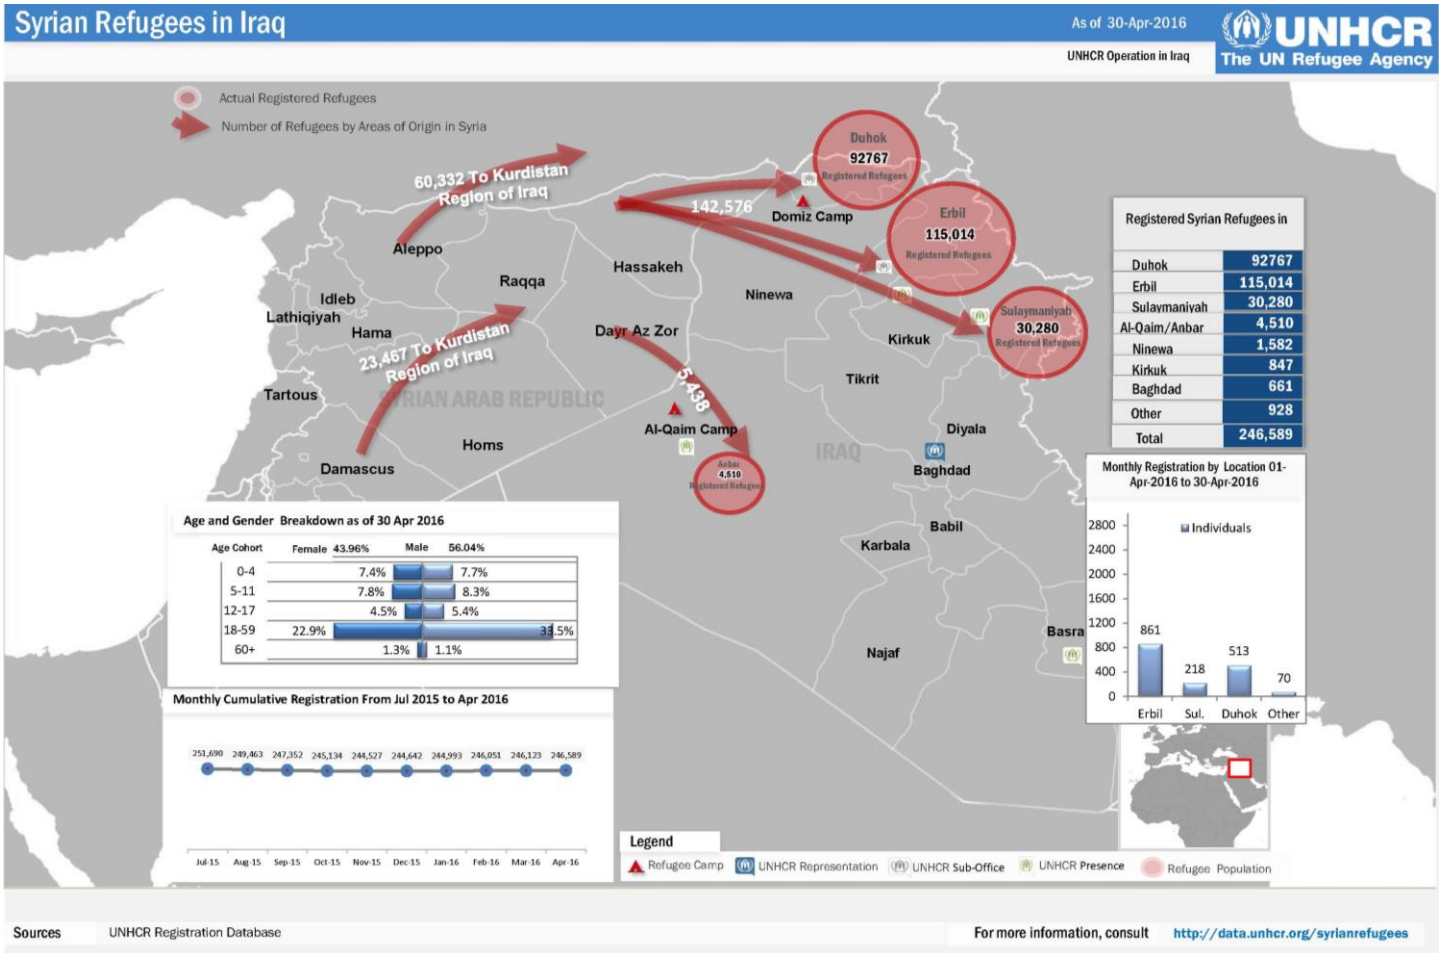 Syrian Refugees in Iraq
As of 30-Apr-2016
UNHCR
The UN Refugee Agency
UNHCR Operation in Iraq
Actual Registered Refugees
Number of Refugees by Areas of Origin in Syria
60,332 To Kurdistan
Region of Iraq
142,576
Duhok
92767
Registered Refugees
Domiz Camp
Erbil
115,014
Registered Refugees
Sulaymaniyah
30,280
Registered Refugees
Aleppo
Raqqa
Hassakeh
Ninewa
Idleb
Lathiqiyah
Hama
Dayr Az Zor
Kirkuk
23,467 To Kurdistan
Region of Iraq
Tikrit
Tartous
SYRIAN ARAB REPUBLIC
5,438
Al-Qaim Camp
Homs
Damascus
IRAQ
Diyala
Baghdad
Anbar
4,510
Registered Refugee
Babil
Karbala
Najaf
Basra
Registered Syrian Refugees in
Duhok 92767
Erbil 115,014
Sulaymaniyah 30,280
Al-Qaim/Anbar 4,510
Ninewa 1,582
Kirkuk 847
Baghdad 661
Other 928
Total 246,589
Monthly Registration by Location 01-
Apr-2016 to 30-Apr-2016
Individuals
2800
2400
2000
1600
1200
800
400
0
861
218
513
70
Erbil Sul. Duhok Other
Age and Gender Breakdown as of 30 Apr 2016
Age Cohort Female 43.96% Male 56.04%
0-4 7.4% 7.7%
5-11 7.8% 8.3%
12-17 4.5% 5.4%
18-59 22.9% 33.5%
60+ 1.3% 1.1%
Monthly Cumulative Registration From Jul 2015 to Apr 2016
251,690 249,463 247,352 245,134 244,527 244,642 244,993 246,051 246,123 246,589
Jul-15 Aug-15 Sep-15 Oct-15 Nov-15 Dec-15 Jan-16 Feb-16 Mar-16 Apr-16
Legend
Refugee Camp UNHCR Representation UNHCR Sub-Office UNHCR Presence Refugee Population
Sources UNHCR Registration Database
For more information, consult http://data.unhcr.org/syrianrefugees